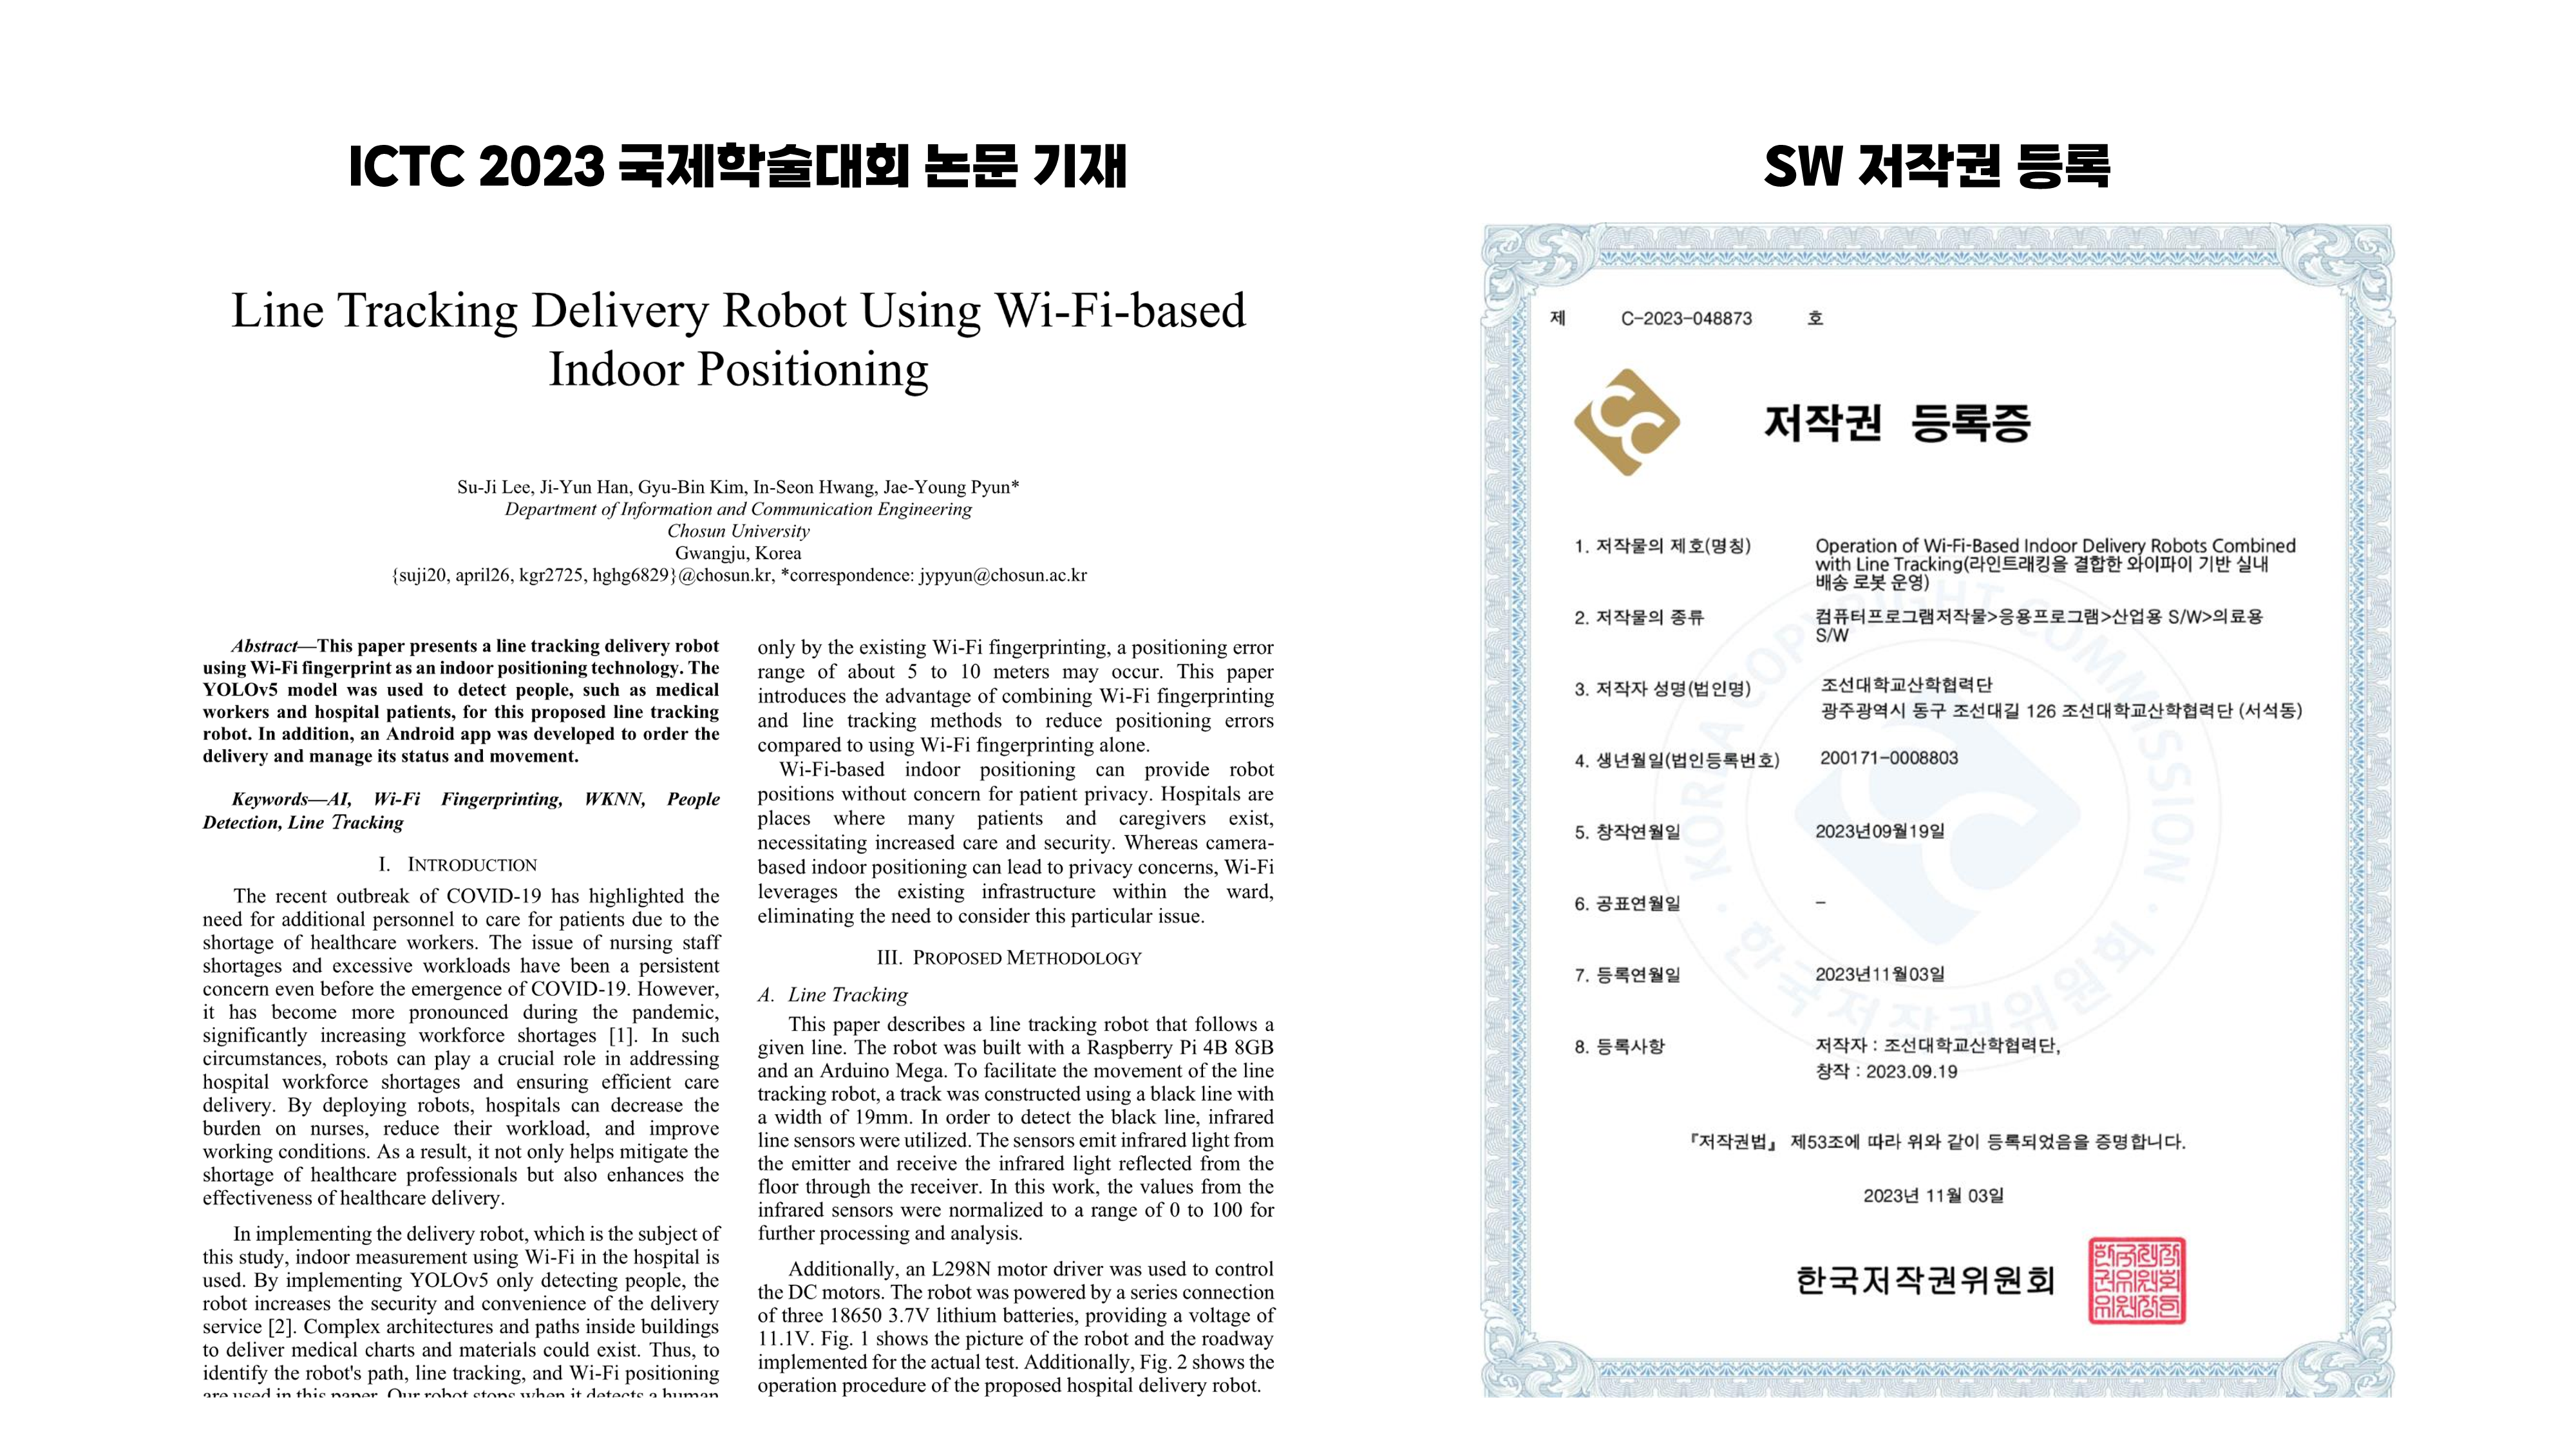 ICTC 2023 국제학술대회 논문 기재
Line Tracking Delivery Robot Using Wi-Fi-based
Indoor Positioning
Su-Ji Lee, Ji-Yun Han, Gyu-Bin Kim, In-Seon Hwang, Jae-Young Pyun*
Department of Information and Communication Engineering
Chosun University
Gwangju, Korea
{suji20, april26, kgr2725, hghg6829}@chosun.kr, *correspondence: jypyun@chosun.ac.kr
Abstract—This paper presents a line tracking delivery robot
using Wi-Fi fingerprint as an indoor positioning technology. The
YOLOv5 model was used to detect people, such as medical
workers and hospital patients, for this proposed line tracking
robot. In addition, an Android app was developed to order the
delivery and manage its status and movement.
Keywords—AI, Wi-Fi Fingerprinting, WKNN, People
Detection, Line Tracking
I. INTRODUCTION
The recent outbreak of COVID-19 has highlighted the
need for additional personnel to care for patients due to the
shortage of healthcare workers. The issue of nursing staff
shortages and excessive workloads have been a persistent
concern even before the emergence of COVID-19. However,
it has become more pronounced during the pandemic,
significantly increasing workforce shortages [1]. In such
circumstances, robots can play a crucial role in addressing
hospital workforce shortages and ensuring efficient care
delivery. By deploying robots, hospitals can decrease the
burden on nurses, reduce their workload, and improve
working conditions. As a result, it not only helps mitigate the
shortage of healthcare professionals but also enhances the
effectiveness of healthcare delivery.
In implementing the delivery robot, which is the subject of
this study, indoor measurement using Wi-Fi in the hospital is
used. By implementing YOLOv5 only detecting people, the
robot increases the security and convenience of the delivery
service [2]. Complex architectures and paths inside buildings
to deliver medical charts and materials could exist. Thus, to
identify the robot's path, line tracking, and Wi-Fi positioning
are used in this paper. Our robot stops when it detects a human
only by the existing Wi-Fi fingerprinting, a positioning error
range of about 5 to 10 meters may occur. This paper
introduces the advantage of combining Wi-Fi fingerprinting
and line tracking methods to reduce positioning errors
compared to using Wi-Fi fingerprinting alone.
Wi-Fi-based indoor positioning can provide robot
positions without concern for patient privacy. Hospitals are
places where many patients and caregivers exist,
necessitating increased care and security. Whereas camera-
based indoor positioning can lead to privacy concerns, Wi-Fi
leverages the existing infrastructure within the ward,
eliminating the need to consider this particular issue.
III. PROPOSED METHODOLOGY
A. Line Tracking
This paper describes a line tracking robot that follows a
given line. The robot was built with a Raspberry Pi 4B 8GB
and an Arduino Mega. To facilitate the movement of the line
tracking robot, a track was constructed using a black line with
a width of 19mm. In order to detect the black line, infrared
line sensors were utilized. The sensors emit infrared light from
the emitter and receive the infrared light reflected from the
floor through the receiver. In this work, the values from the
infrared sensors were normalized to a range of 0 to 100 for
further processing and analysis.
Additionally, an L298N motor driver was used to control
the DC motors. The robot was powered by a series connection
of three 18650 3.7V lithium batteries, providing a voltage of
11.1V. Fig. 1 shows the picture of the robot and the roadway
implemented for the actual test. Additionally, Fig. 2 shows the
operation procedure of the proposed hospital delivery robot.
SW 저작권 등록
제 C-2023-048873 호
저작권 등록증
1. 저작물의 제호(명칭) Operation of Wi-Fi-Based Indoor Delivery Robots Combined
with Line Tracking(라인트래킹을 결합한 와이파이 기반 실내
배송 로봇 운영)
2. 저작물의 종류 컴퓨터프로그램저작물>응용프로그램>산업용 S/W>의료용
S/W
3. 저작자 성명(법인명) 조선대학교산학협력단
광주광역시 동구 조선대길 126 조선대학교산학협력단 (서석동)
4. 생년월일(법인등록번호) 200171-0008803
5. 창작연월일 2023년09월19일
6. 공표연월일 –
7. 등록연월일 2023년11월03일
8. 등록사항 저작자 : 조선대학교산학협력단,
창작 : 2023.09.19
『저작권법』 제53조에 따라 위와 같이 등록되었음을 증명합니다.
2023년 11월 03일
한국저작권위원회
KOREA COPYRIGHT COMMISSION
한국저작권위원회